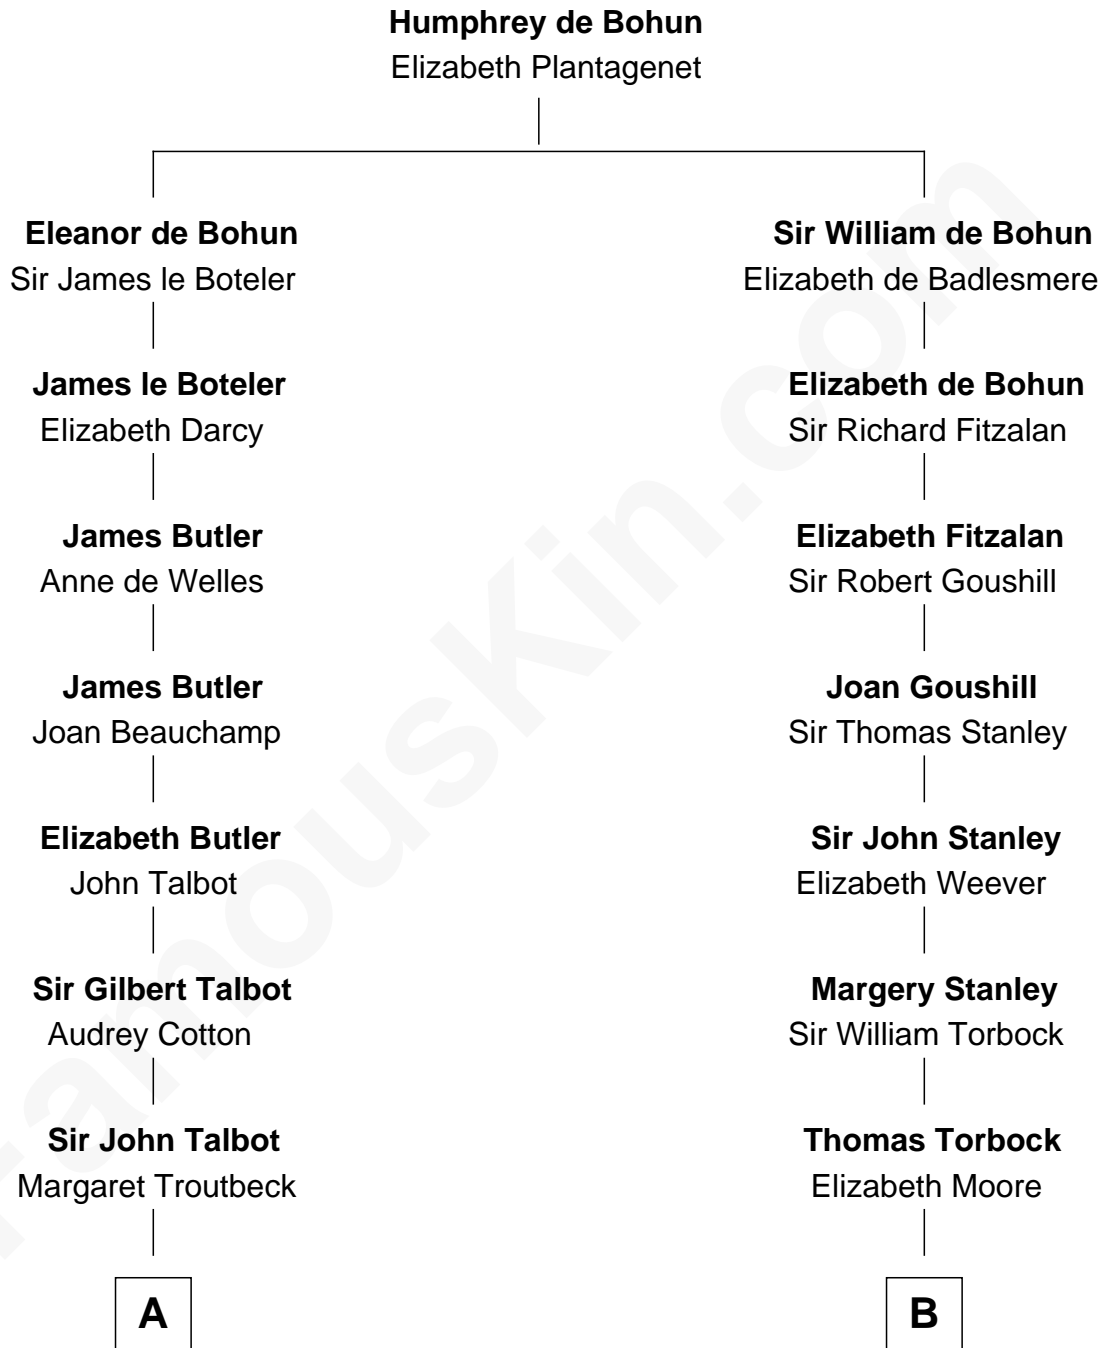 Humphrey de Bohun
Elizabeth Plantagenet
Eleanor de Bohun
Sir James le Boteler
Sir William de Bohun
Elizabeth de Badlesmere
James le Boteler
Elizabeth Darcy
Elizabeth de Bohun
Sir Richard Fitzalan
James Butler
Anne de Welles
Elizabeth Fitzalan
Sir Robert Goushill
James Butler
Joan Beauchamp
Joan Goushill
Sir Thomas Stanley
Elizabeth Butler
John Talbot
Sir John Stanley
Elizabeth Weever
Sir Gilbert Talbot
Audrey Cotton
Margery Stanley
Sir William Torbock
Sir John Talbot
Margaret Troutbeck
Thomas Torbock
Elizabeth Moore
A
B
FamousKin.com